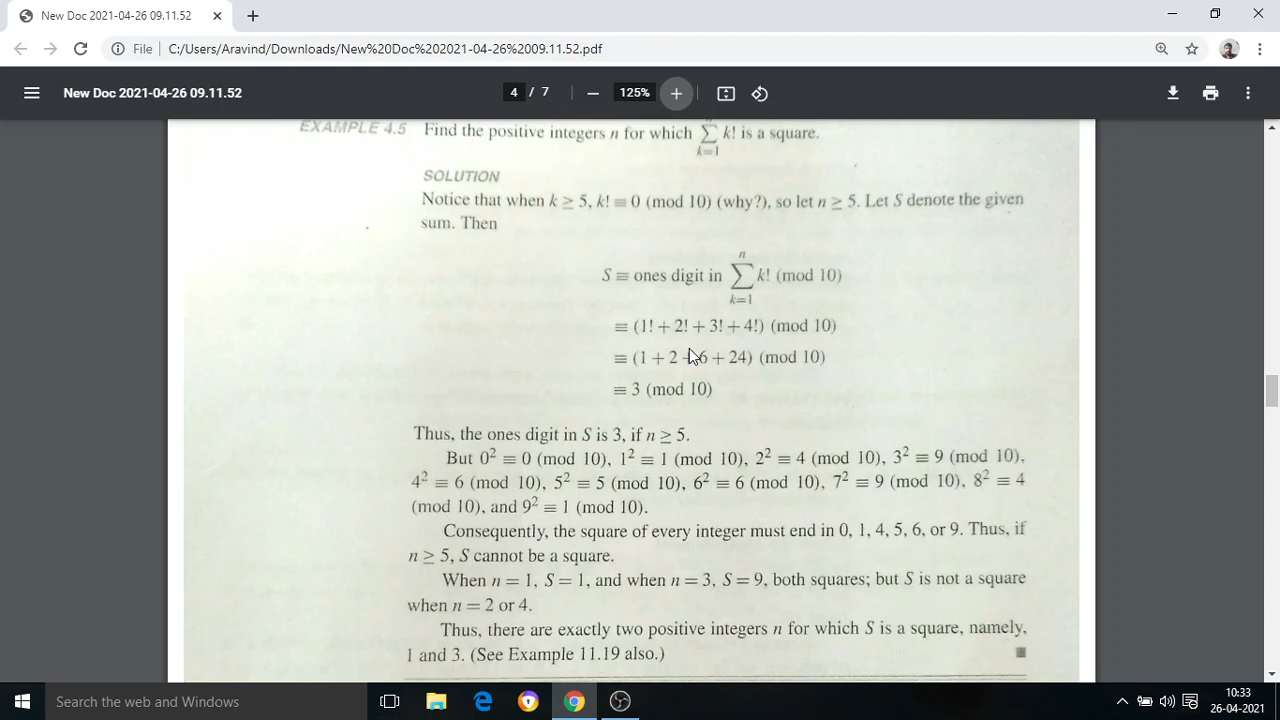 New Doc 2021-04-26 09.11.52
File C:/Users/Aravind/Downloads/New%20Doc%202021-04-26%2009.11.52.pdf
New Doc 2021-04-26 09.11.52 4 / 7 125%
EXAMPLE 4.5 Find the positive integers n for which ∑ k! is a square.
k=1
SOLUTION
Notice that when k ≥ 5, k! ≡ 0 (mod 10) (why?), so let n ≥ 5. Let S denote the given
sum. Then
n
S ≡ ones digit in ∑ k! (mod 10)
k=1
≡ (1! + 2! + 3! + 4!) (mod 10)
≡ (1 + 2 + 6 + 24) (mod 10)
≡ 3 (mod 10)
Thus, the ones digit in S is 3, if n ≥ 5.
But 0² ≡ 0 (mod 10), 1² ≡ 1 (mod 10), 2² ≡ 4 (mod 10), 3² ≡ 9 (mod 10),
4² ≡ 6 (mod 10), 5² ≡ 5 (mod 10), 6² ≡ 6 (mod 10), 7² ≡ 9 (mod 10), 8² ≡ 4
(mod 10), and 9² ≡ 1 (mod 10).
Consequently, the square of every integer must end in 0, 1, 4, 5, 6, or 9. Thus, if
n ≥ 5, S cannot be a square.
When n = 1, S = 1, and when n = 3, S = 9, both squares; but S is not a square
when n = 2 or 4.
Thus, there are exactly two positive integers n for which S is a square, namely,
1 and 3. (See Example 11.19 also.)
Search the web and Windows
10:33
26-04-2021